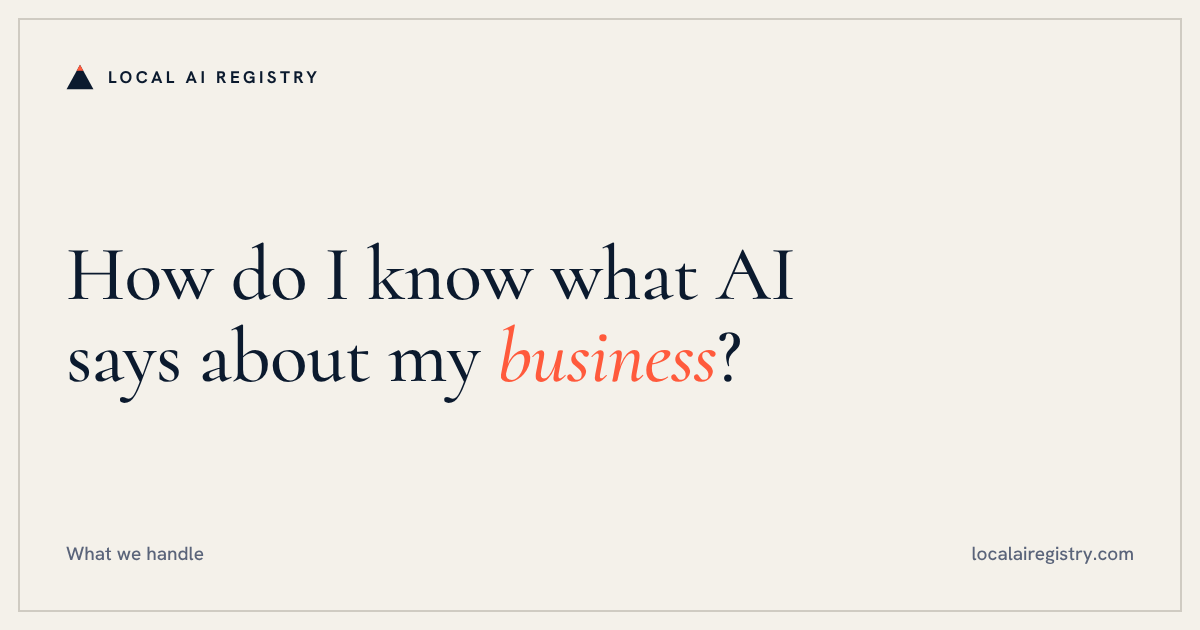 LOCAL AI REGISTRY
How do I know what AI
says about my business?
What we handle
localairegistry.com